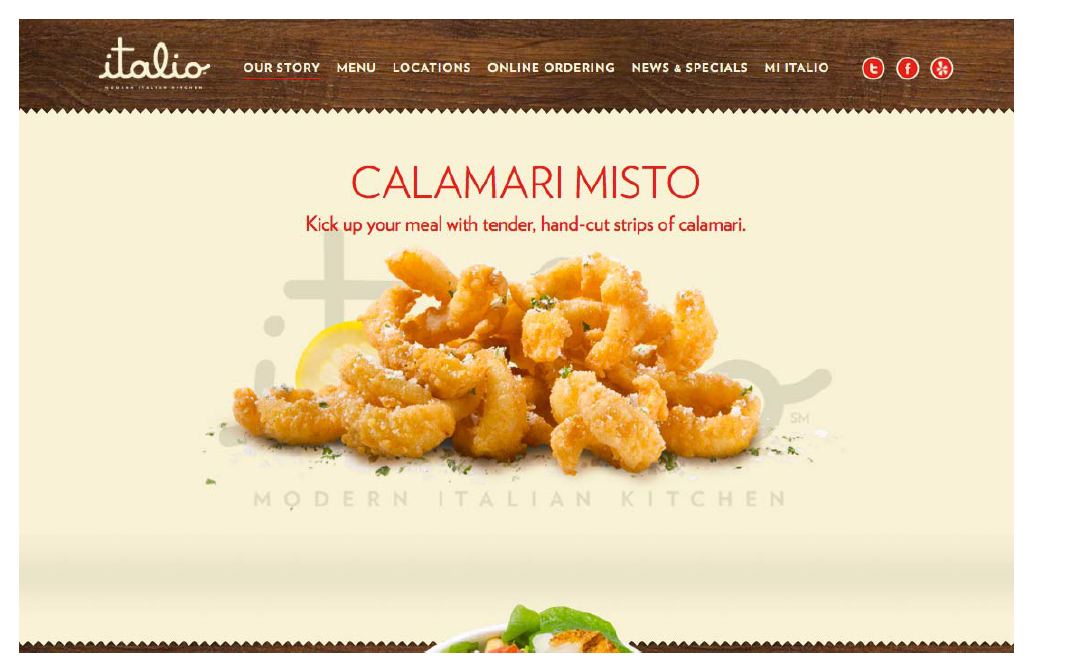 italio
MODERN ITALIAN KITCHEN
OUR STORY MENU LOCATIONS ONLINE ORDERING NEWS & SPECIALS MI ITALIO
CALAMARI MISTO
Kick up your meal with tender, hand-cut strips of calamari.
italio
SM
MODERN ITALIAN KITCHEN